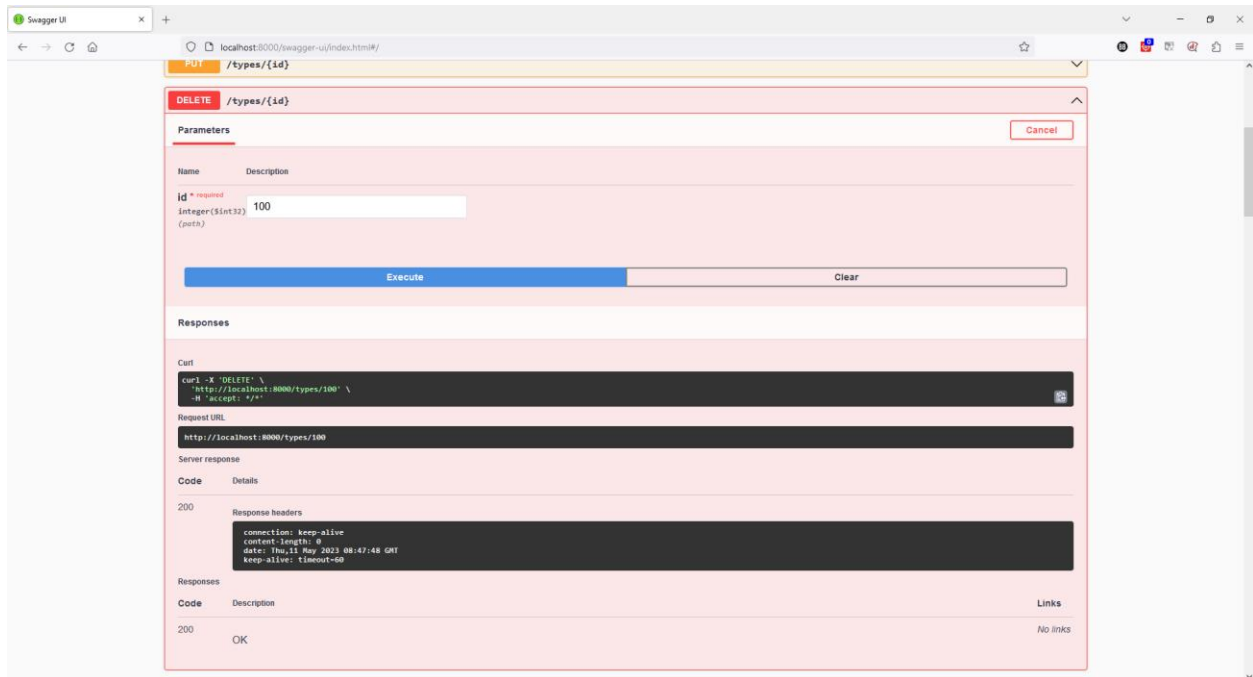 Swagger UI
localhost:8000/swagger-ui/index.html#/
PUT /types/{id}
DELETE /types/{id}
Parameters
Cancel
Name Description
id * required
integer($int32)
(path)
100
Execute Clear
Responses
Curl
curl -X 'DELETE' \
'http://localhost:8000/types/100' \
-H 'accept: */*'
Request URL
http://localhost:8000/types/100
Server response
Code Details
200
Response headers
connection: keep-alive
content-length: 0
date: Thu,11 May 2023 08:47:48 GMT
keep-alive: timeout=60
Responses
Code Description Links
200 OK No links